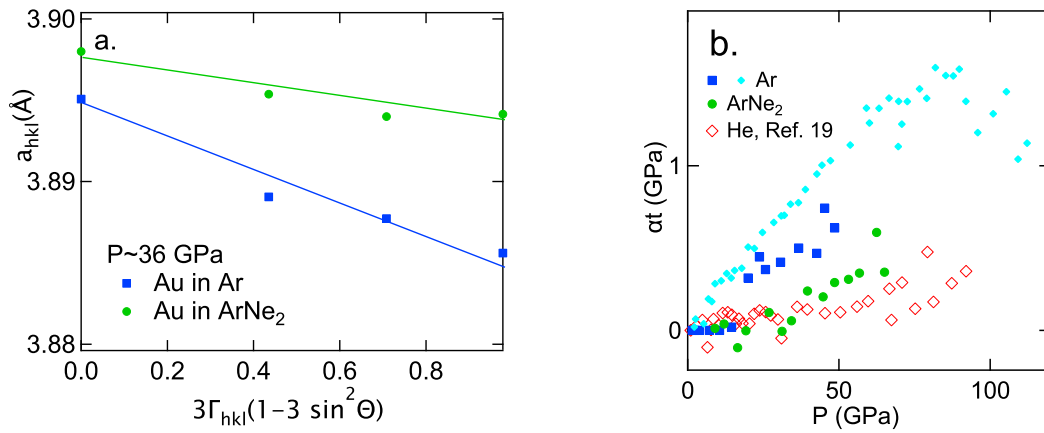 a.
3.90
3.89
3.88
a_hkl(Å)
P~36 GPa
Au in Ar
Au in ArNe₂
0.0 0.2 0.4 0.6 0.8
3Γ_hkl(1−3 sin²Θ)
b.
Ar
ArNe₂
He, Ref. 19
αt (GPa)
1
0
0 50 100
P (GPa)